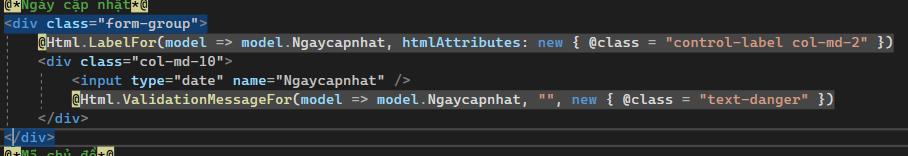 @*Ngày cập nhật*@
<div class="form-group">
@Html.LabelFor(model => model.Ngaycapnhat, htmlAttributes: new { @class = "control-label col-md-2" })
<div class="col-md-10">
<input type="date" name="Ngaycapnhat" />
@Html.ValidationMessageFor(model => model.Ngaycapnhat, "", new { @class = "text-danger" })
</div>
</div>
@*Mã chủ đề*@